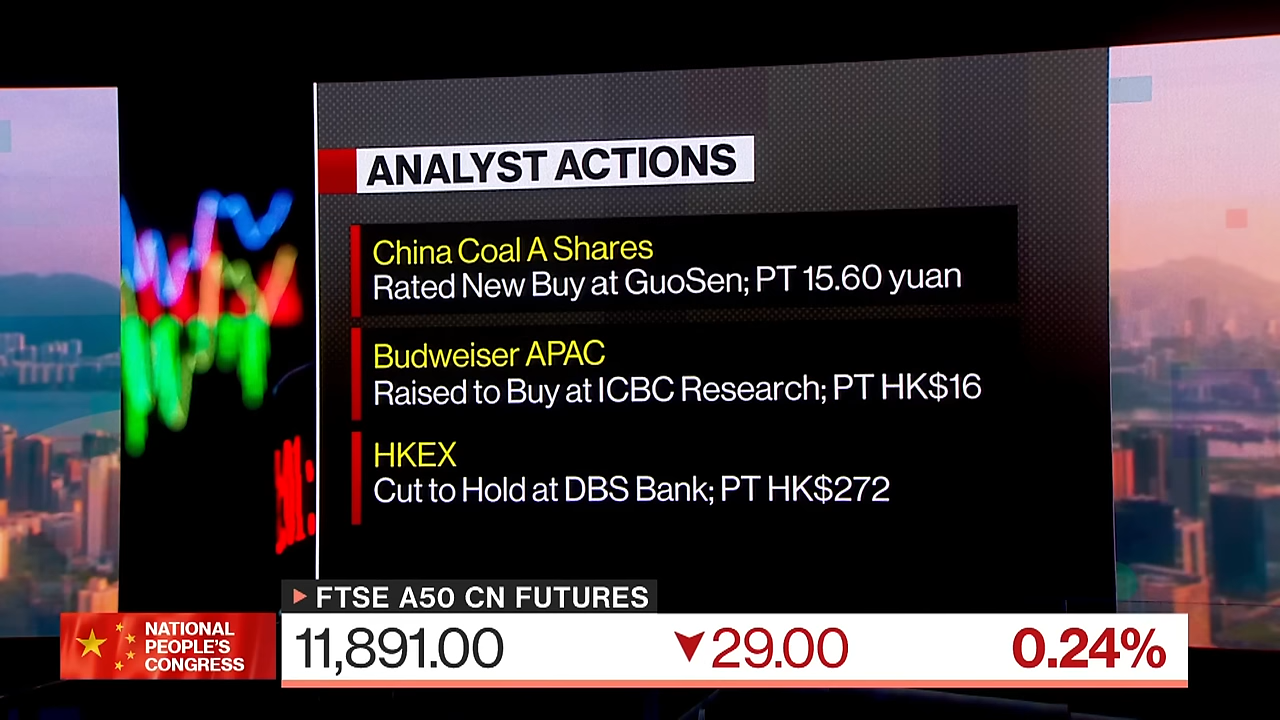 ANALYST ACTIONS
China Coal A Shares
Rated New Buy at GuoSen; PT 15.60 yuan
Budweiser APAC
Raised to Buy at ICBC Research; PT HK$16
HKEX
Cut to Hold at DBS Bank; PT HK$272
FTSE A50 CN FUTURES
NATIONAL
PEOPLE'S
CONGRESS
11,891.00 ▼29.00 0.24%